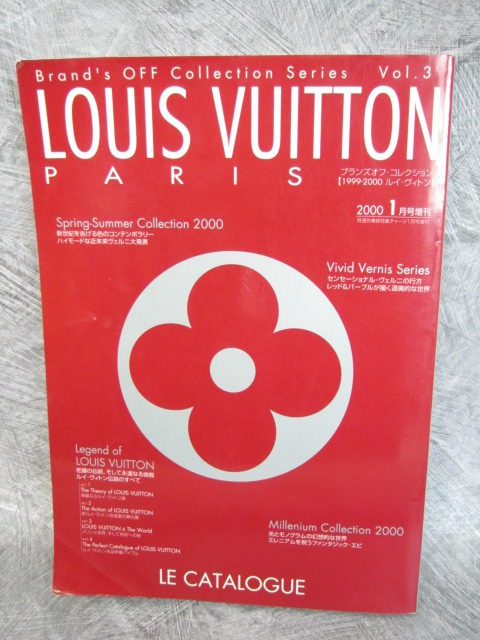 Brand's OFF Collection Series Vol.3
LOUIS VUITTON
PARIS
ブランズオフ・コレクション
【1999-2000 ルイ・ヴィトン】
2000 1月号増刊
Spring-Summer Collection 2000
新世紀を告げる色のコンテンポラリー
ハイモードな近未来ヴェルニ大発表
Vivid Vernis Series
センセーショナル・ヴェルニの行方
レッド&パープルが描く退廃的な世界
Legend of
LOUIS VUITTON
老舗の伝統、そして永遠なる挑戦
ルイ・ヴィトン伝説のすべて
act 1
The Theory of LOUIS VUITTON
act 2
The Action of LOUIS VUITTON
act 3
LOUIS VUITTON & The World
act 4
The Perfect Catalogue of LOUIS VUITTON
Millenium Collection 2000
光とモノグラムの幻想的な世界
ミレニアムを祝うファンタジック・エピ
LE CATALOGUE